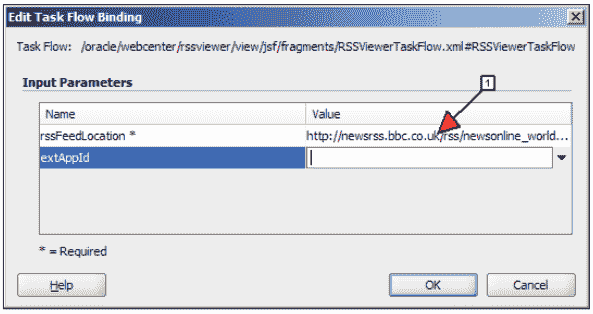 Edit Task Flow Binding
Task Flow: /oracle/webcenter/rssviewer/view/jsf/fragments/RSSViewerTaskFlow.xml#RSSViewerTaskFlow
Input Parameters
1
Name Value
rssFeedLocation * http://newsrss.bbc.co.uk/rss/newsonline_world...
extAppId
* = Required
Help OK Cancel